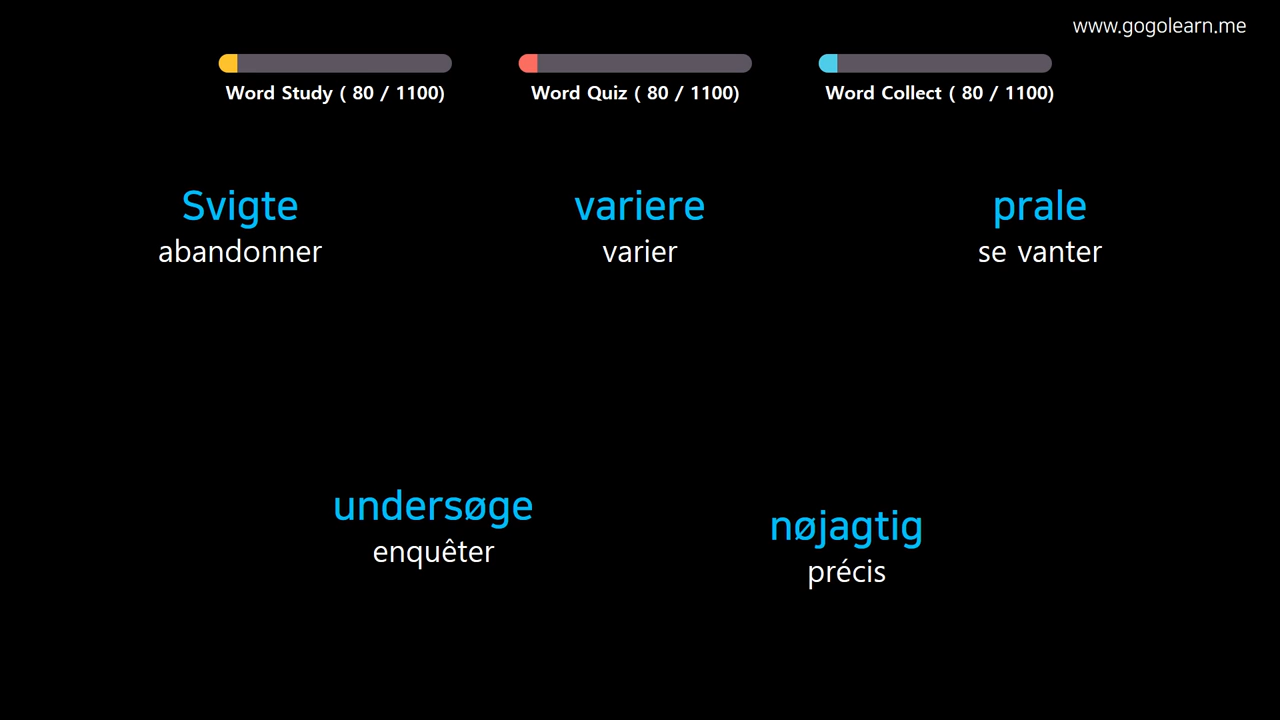 www.gogolearn.me
Word Study ( 80 / 1100)
Word Quiz ( 80 / 1100)
Word Collect ( 80 / 1100)
Svigte
abandonner
variere
varier
prale
se vanter
undersøge
enquêter
nøjagtig
précis